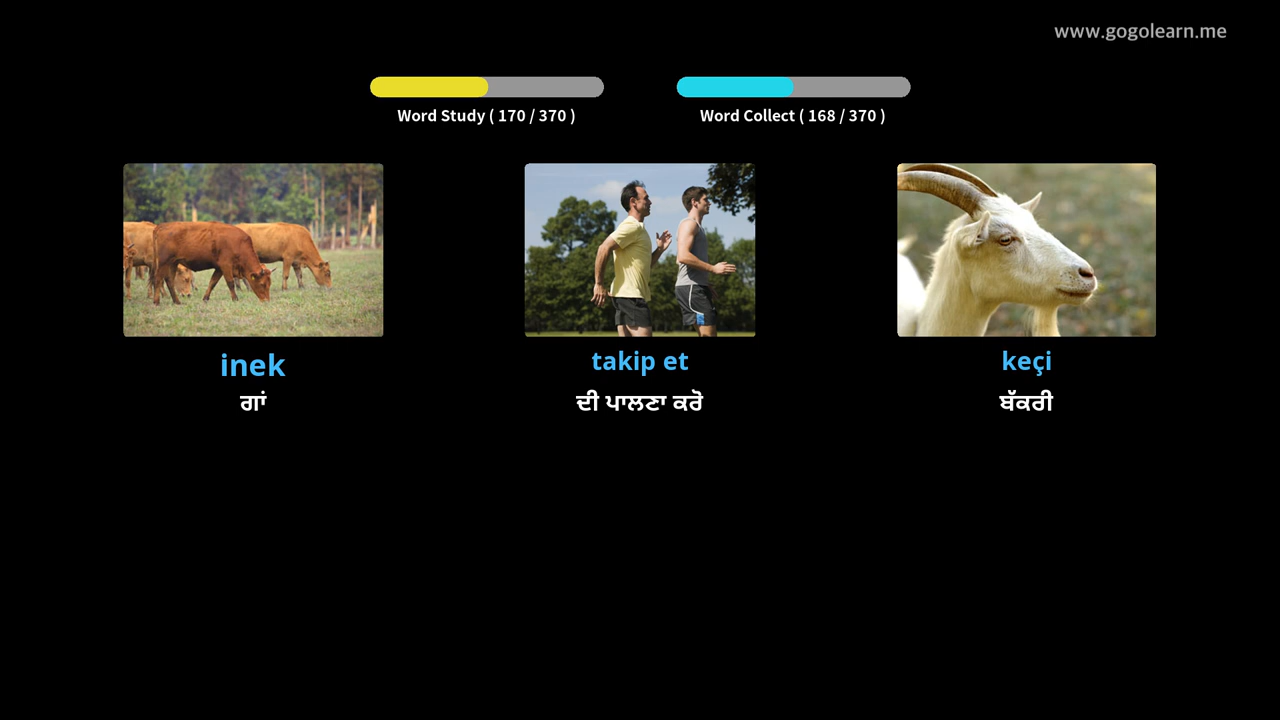 www.gogolearn.me
Word Study ( 170 / 370 )
Word Collect ( 168 / 370 )
inek
ਗਾਂ
takip et
ਦੀ ਪਾਲਣਾ ਕਰੋ
keçi
ਬੱਕਰੀ